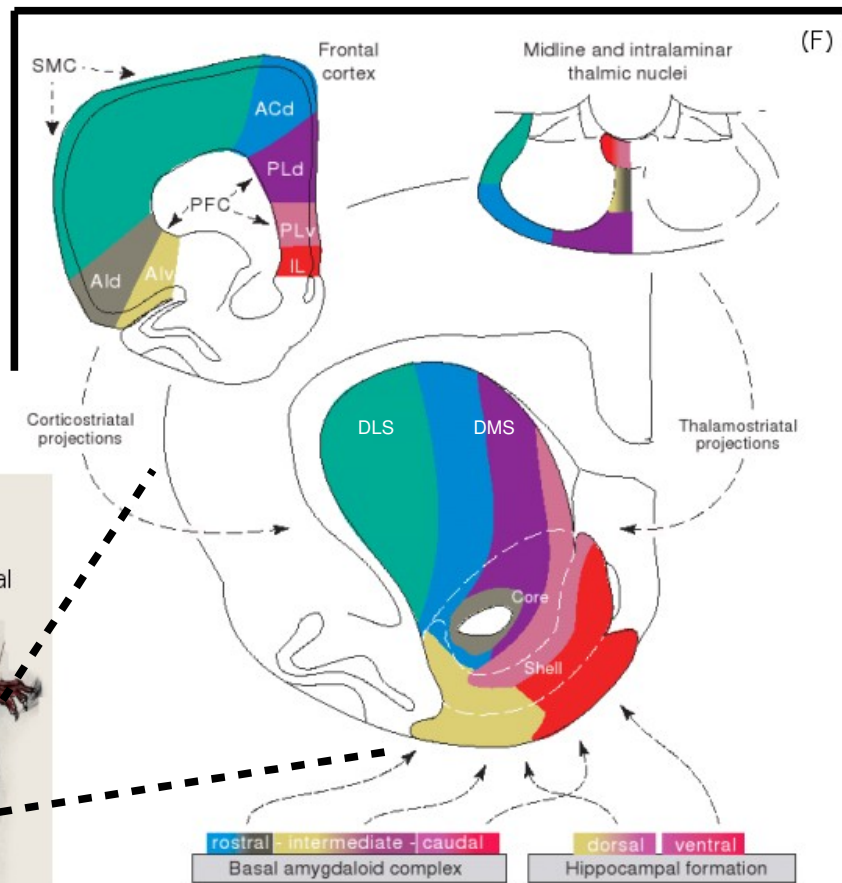 (F)
Frontal
cortex
Midline and intralaminar
thalmic nuclei
SMC
ACd
PLd
PFC
PLv
IL
AId
AIv
Corticostriatal
projections
DLS
DMS
Thalamostriatal
projections
al
Core
Shell
rostral - intermediate - caudal
Basal amygdaloid complex
dorsal ventral
Hippocampal formation